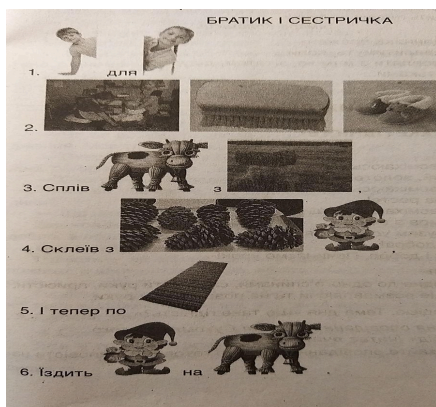 БРАТИК І СЕСТРИЧКА
1. для
2.
3. Сплів з ,
4. Склеїв з .
5. І тепер по
6. Їздить на .